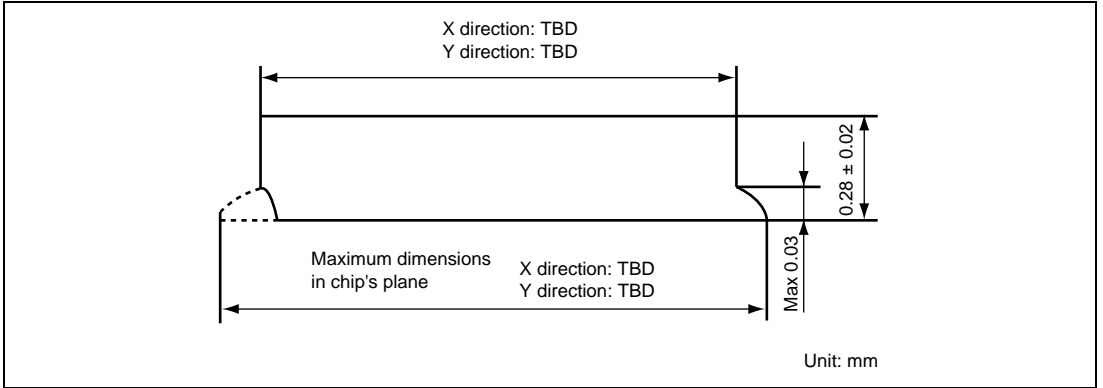 X direction: TBD
Y direction: TBD
0.28 ± 0.02
Max 0.03
Maximum dimensions
in chip's plane
X direction: TBD
Y direction: TBD
Unit: mm